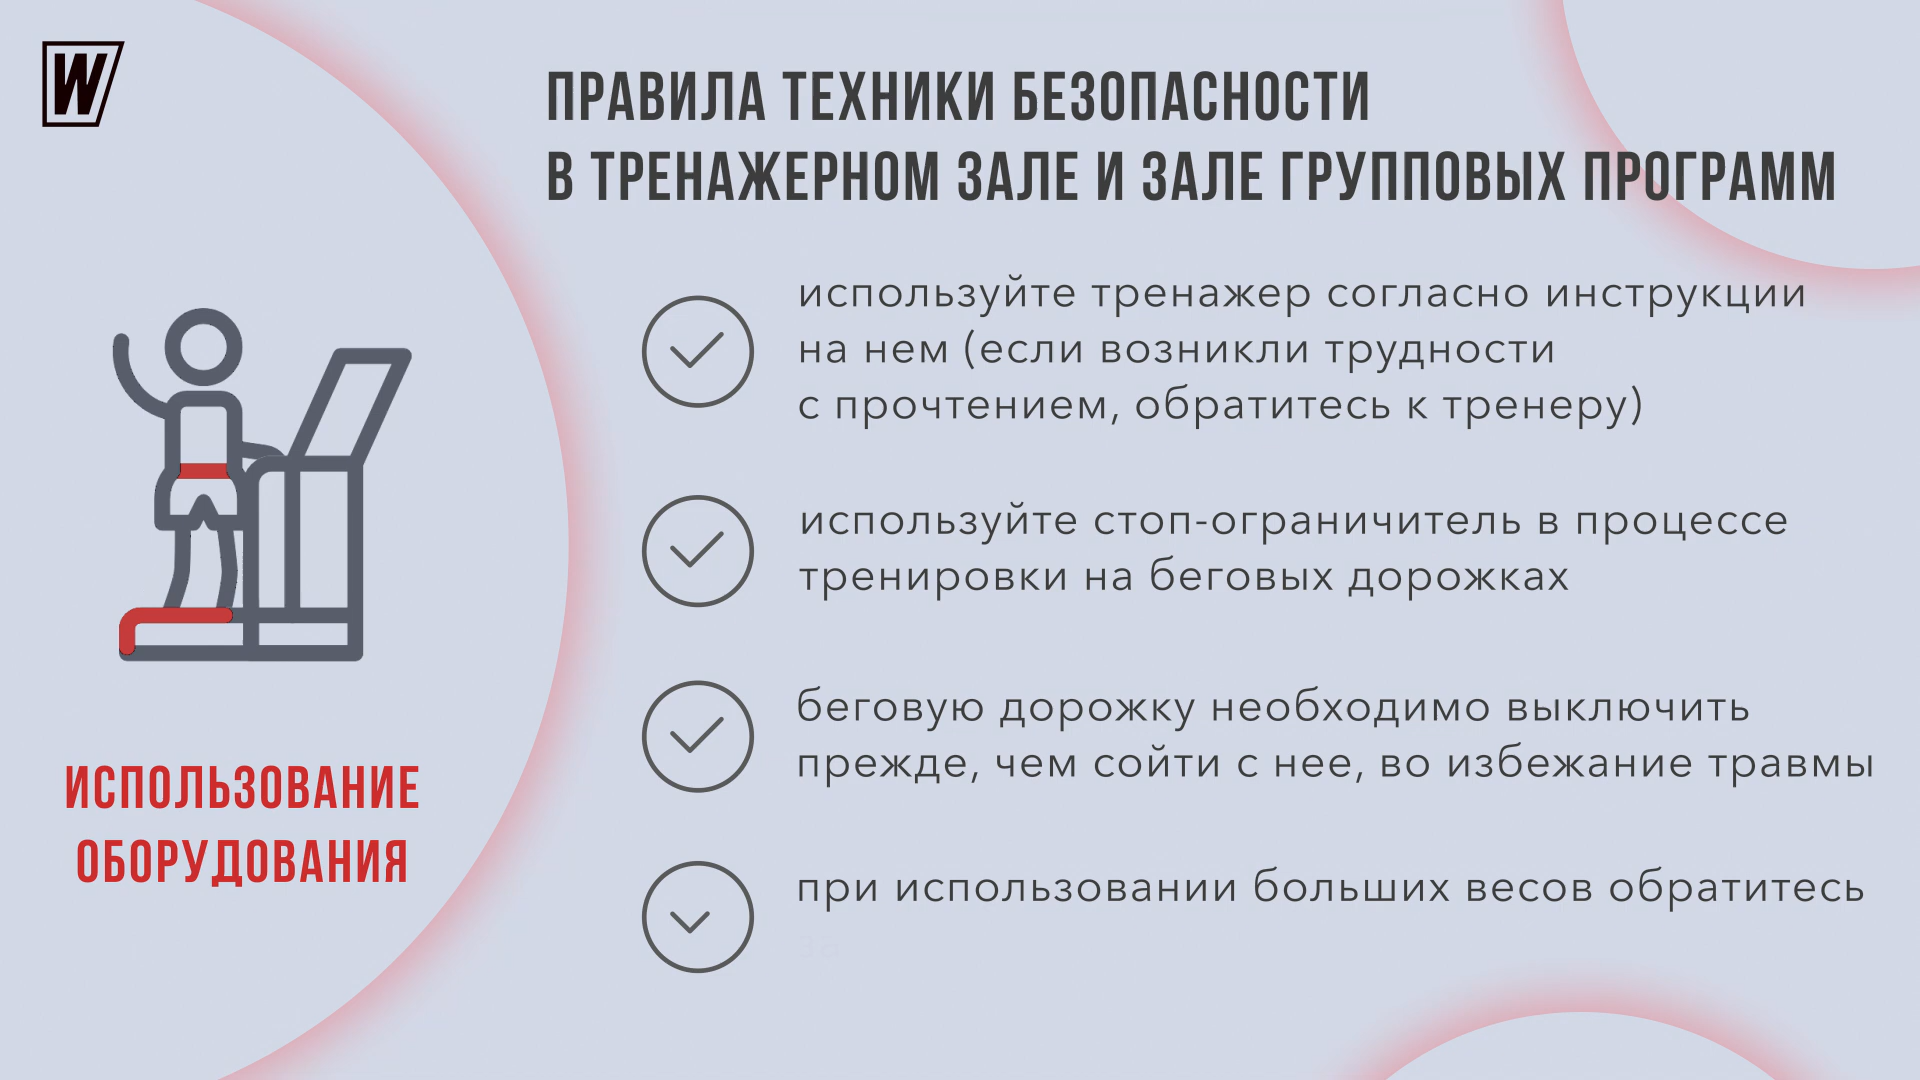 W
ПРАВИЛА ТЕХНИКИ БЕЗОПАСНОСТИ
В ТРЕНАЖЕРНОМ ЗАЛЕ И ЗАЛЕ ГРУППОВЫХ ПРОГРАММ
используйте тренажер согласно инструкции
на нем (если возникли трудности
с прочтением, обратитесь к тренеру)
используйте стоп-ограничитель в процессе
тренировки на беговых дорожках
беговую дорожку необходимо выключить
прежде, чем сойти с нее, во избежание травмы
при использовании больших весов обратитесь
за
ИСПОЛЬЗОВАНИЕ
ОБОРУДОВАНИЯ